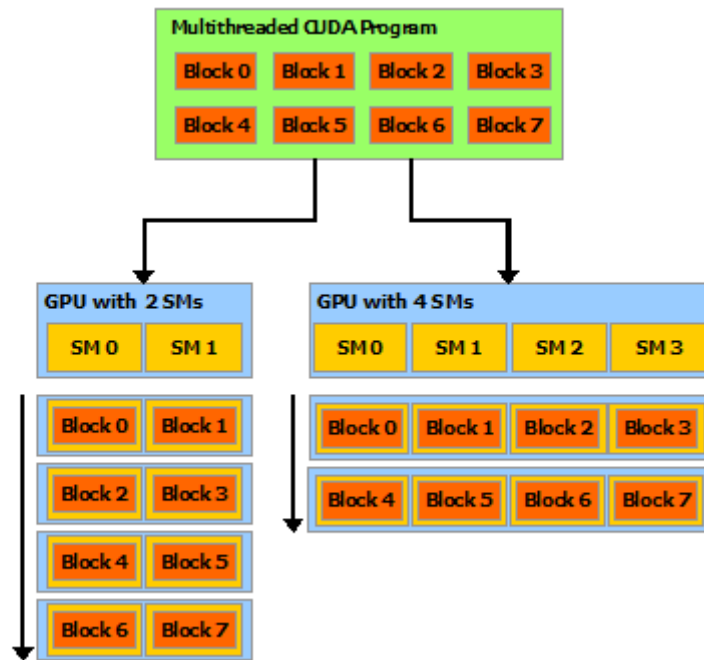 Multithreaded CUDA Program
Block 0 Block 1 Block 2 Block 3
Block 4 Block 5 Block 6 Block 7
GPU with 2 SMs
SM 0 SM 1
Block 0 Block 1
Block 2 Block 3
Block 4 Block 5
Block 6 Block 7
GPU with 4 SMs
SM 0 SM 1 SM 2 SM 3
Block 0 Block 1 Block 2 Block 3
Block 4 Block 5 Block 6 Block 7